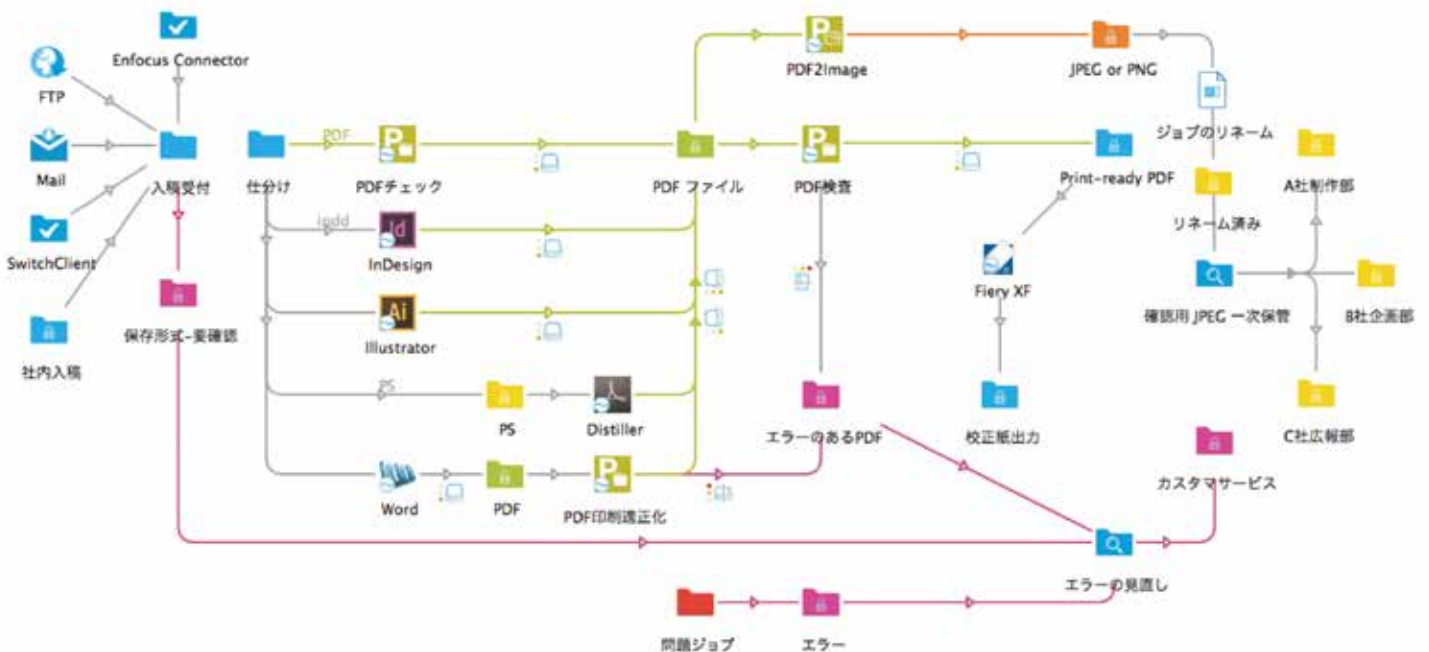 Enfocus Connector
FTP
PDF2Image
JPEG or PNG
PDF
ジョブのリネーム
Mail
入稿受付
仕分け
PDFチェック
PDF ファイル
PDF検査
Print-ready PDF
A社制作部
indd
リネーム済み
SwitchClient
InDesign
Id
Fiery XF
確認用 JPEG 一次保管
B社企画部
保存形式-要確認
Ai
Illustrator
社内入稿
PS
PS
Distiller
エラーのあるPDF
校正紙出力
C社広報部
カスタマサービス
Word
PDF
PDF印刷適正化
エラーの見直し
問題ジョブ
エラー